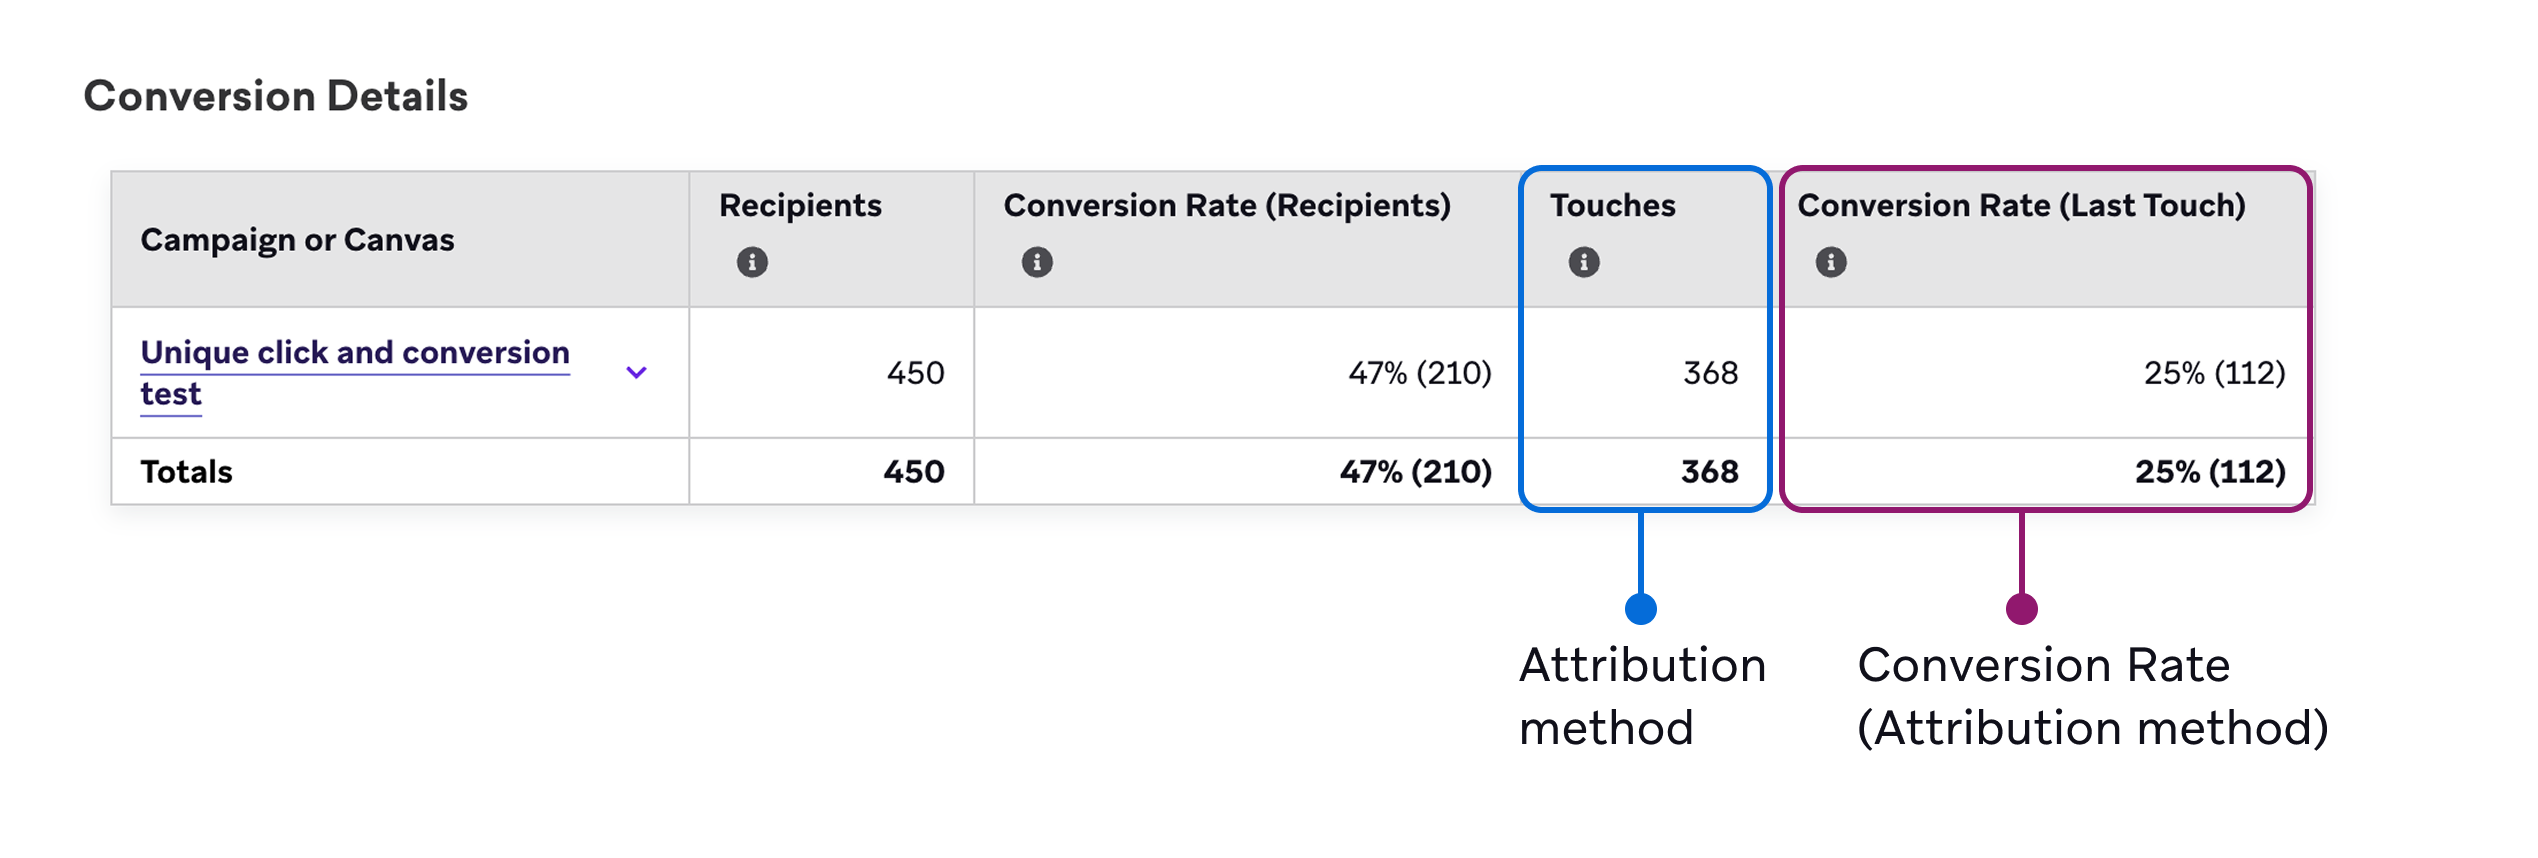 Conversion Details
Campaign or Canvas
Recipients
Conversion Rate (Recipients)
Touches
Conversion Rate (Last Touch)
Unique click and conversion
test
450
47% (210)
368
25% (112)
Totals
450
47% (210)
368
25% (112)
Attribution
method
Conversion Rate
(Attribution method)